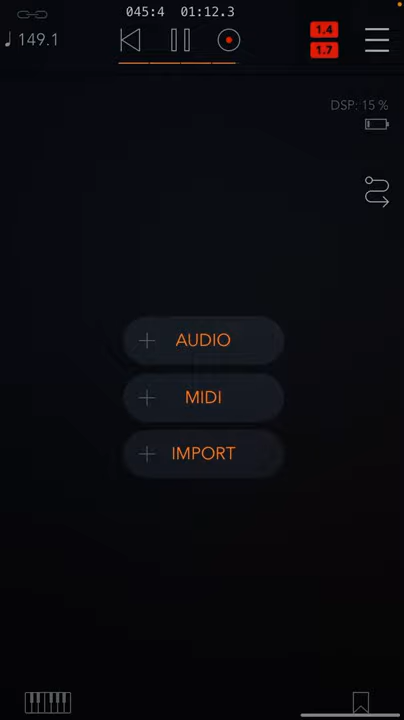 045:4 01:12.3
♩ 149.1
1.4
1.7
DSP: 15 %
+ AUDIO
+ MIDI
+ IMPORT